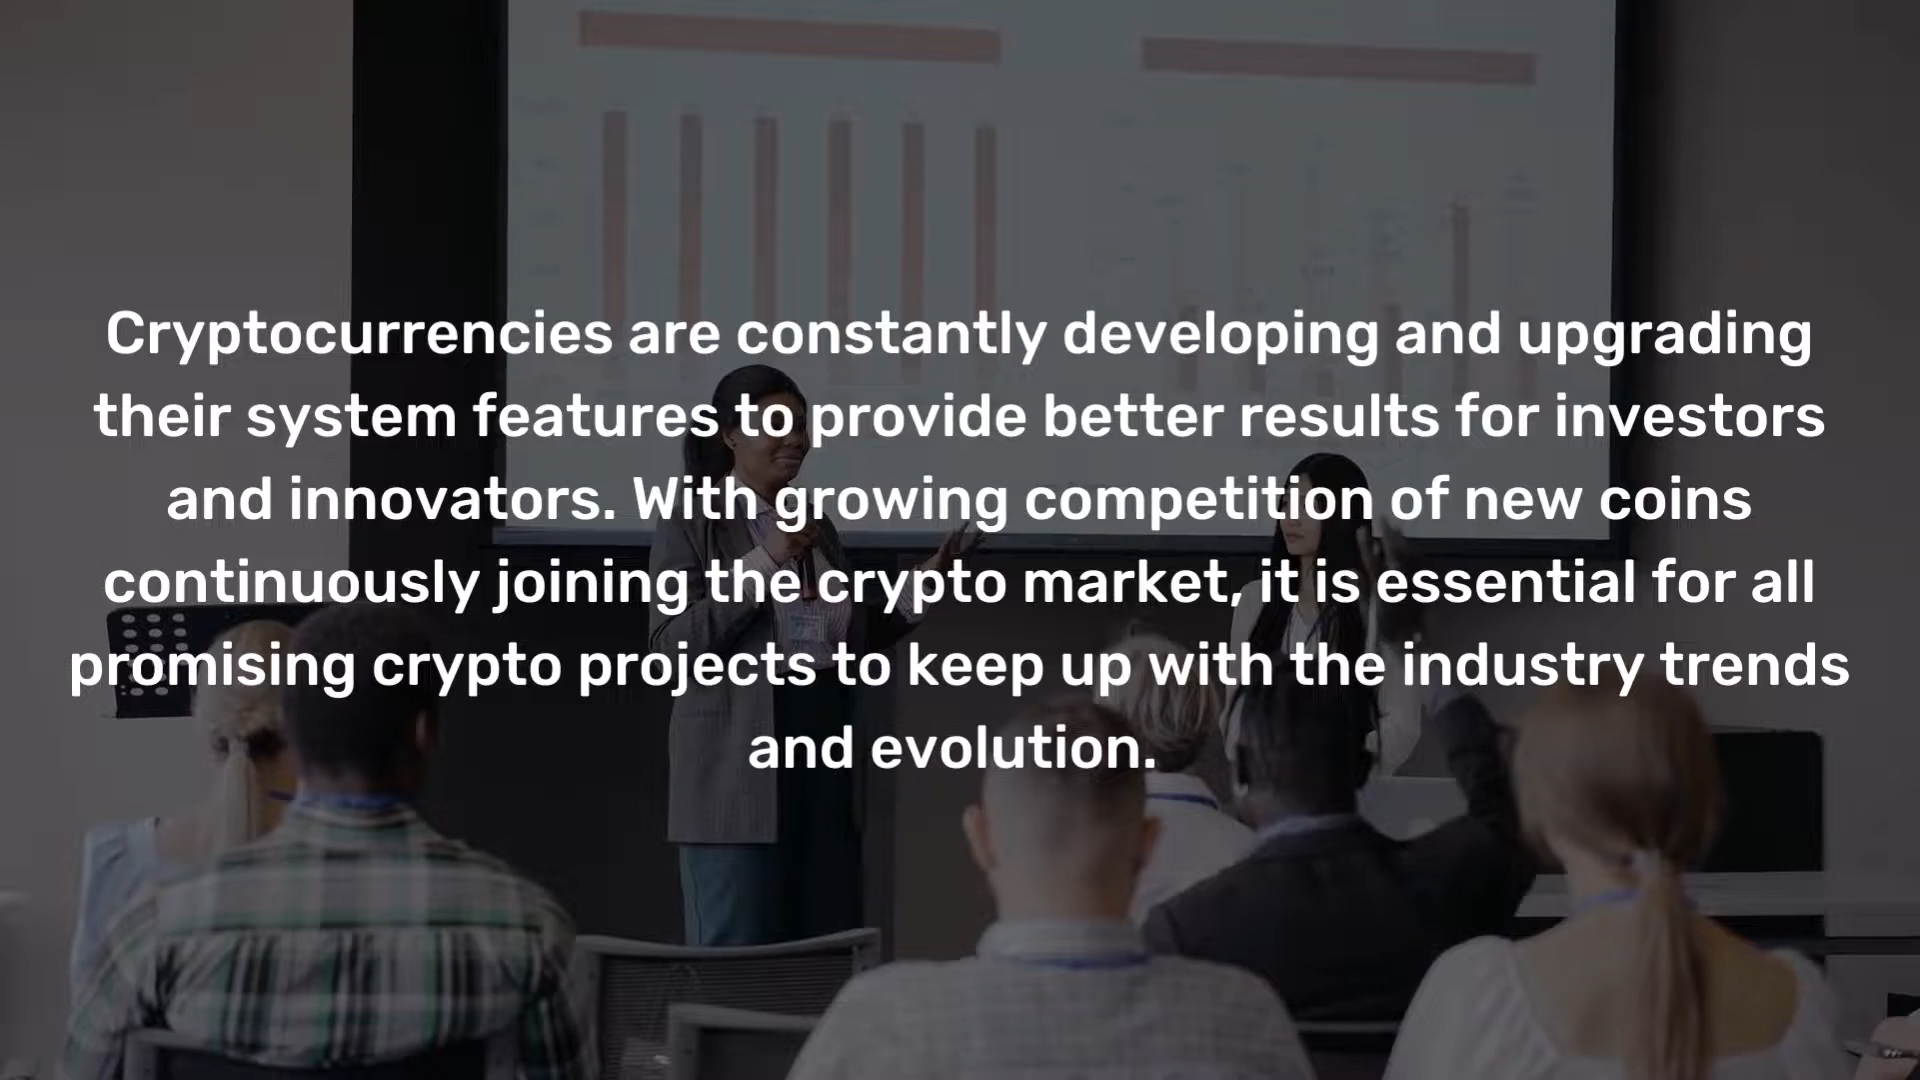 Cryptocurrencies are constantly developing and upgrading
their system features to provide better results for investors
and innovators. With growing competition of new coins
continuously joining the crypto market, it is essential for all
promising crypto projects to keep up with the industry trends
and evolution.